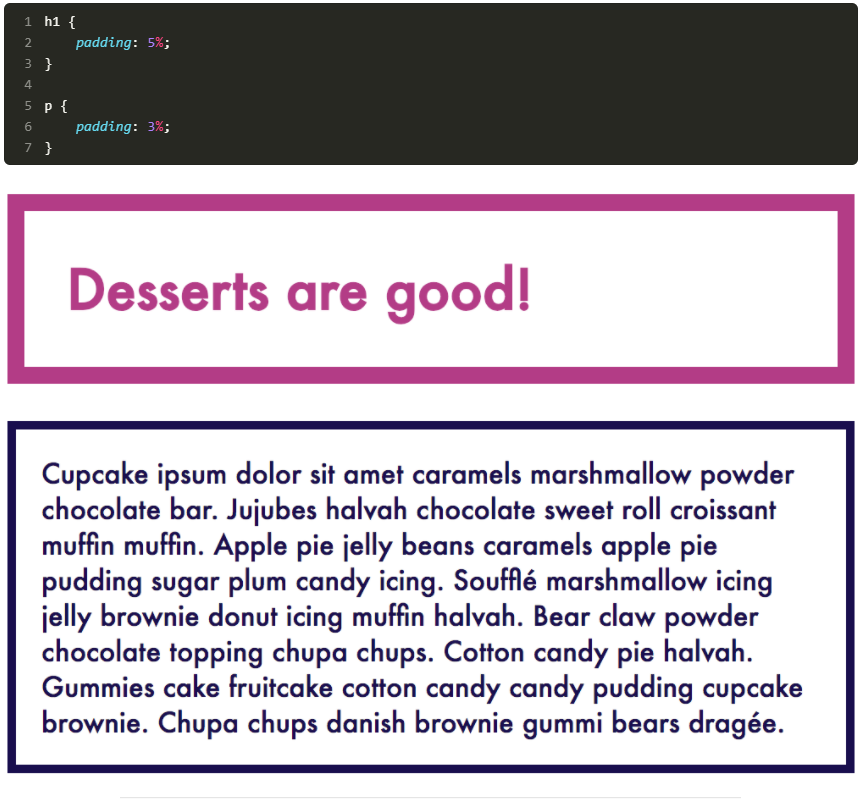 1 h1 {
2     padding: 5%;
3 }
4
5 p {
6     padding: 3%;
7 }
Desserts are good!
Cupcake ipsum dolor sit amet caramels marshmallow powder
chocolate bar. Jujubes halvah chocolate sweet roll croissant
muffin muffin. Apple pie jelly beans caramels apple pie
pudding sugar plum candy icing. Soufflé marshmallow icing
jelly brownie donut icing muffin halvah. Bear claw powder
chocolate topping chupa chups. Cotton candy pie halvah.
Gummies cake fruitcake cotton candy candy pudding cupcake
brownie. Chupa chups danish brownie gummi bears dragée.